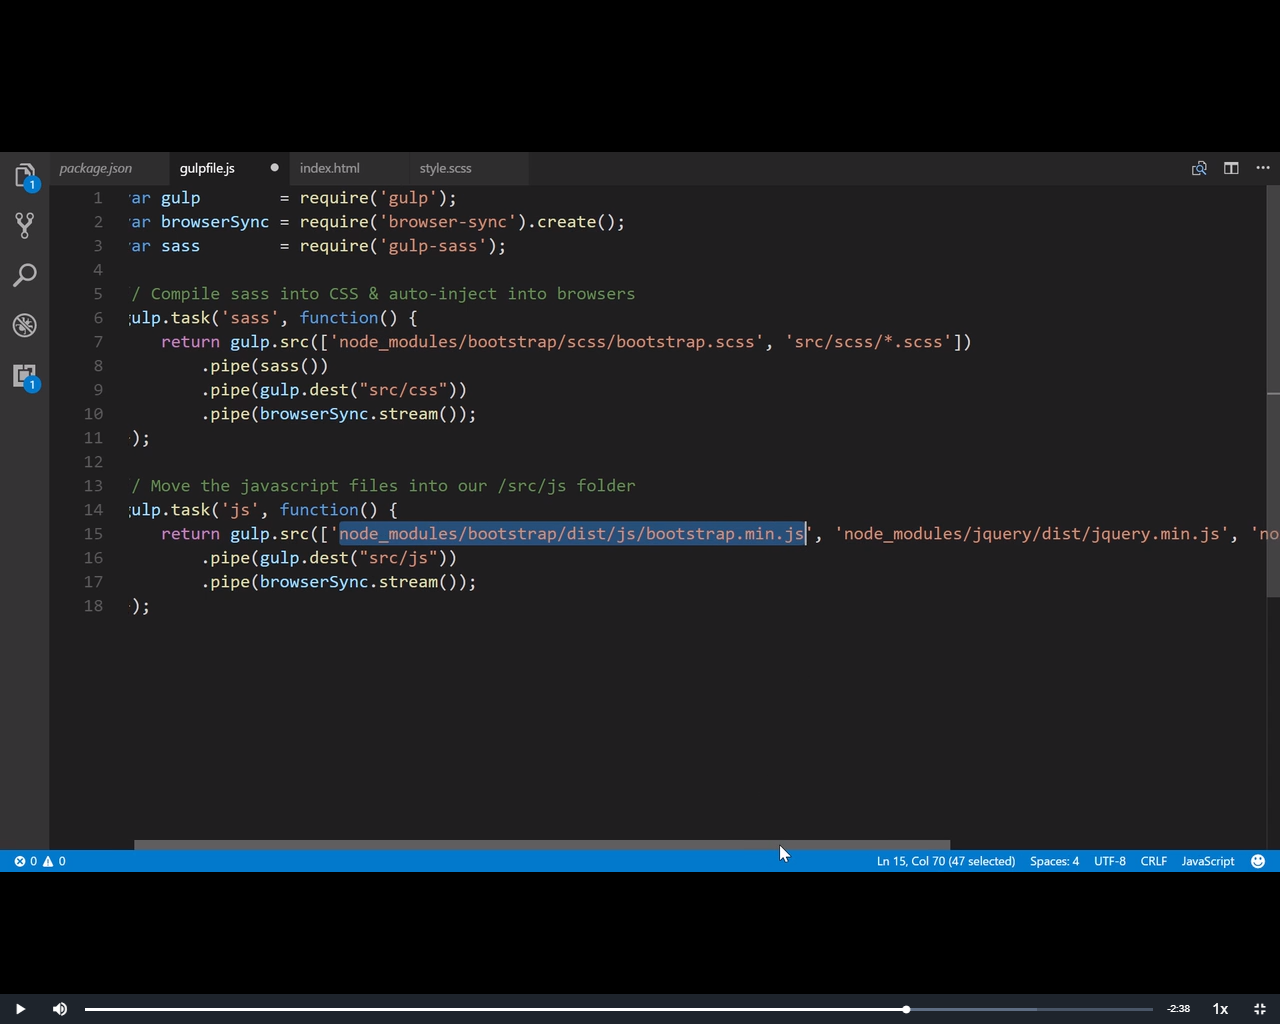 package.json gulpfile.js index.html style.scss
1 ar gulp = require('gulp');
2 ar browserSync = require('browser-sync').create();
3 ar sass = require('gulp-sass');
4
5 / Compile sass into CSS & auto-inject into browsers
6 gulp.task('sass', function() {
7 return gulp.src(['node_modules/bootstrap/scss/bootstrap.scss', 'src/scss/*.scss'])
8 .pipe(sass())
9 .pipe(gulp.dest("src/css"))
10 .pipe(browserSync.stream());
11 );
12
13 / Move the javascript files into our /src/js folder
14 gulp.task('js', function() {
15 return gulp.src(['node_modules/bootstrap/dist/js/bootstrap.min.js', 'node_modules/jquery/dist/jquery.min.js', 'no
16 .pipe(gulp.dest("src/js"))
17 .pipe(browserSync.stream());
18 );
1
1
0 0 Ln 15, Col 70 (47 selected) Spaces: 4 UTF-8 CRLF JavaScript
-2:38 1x